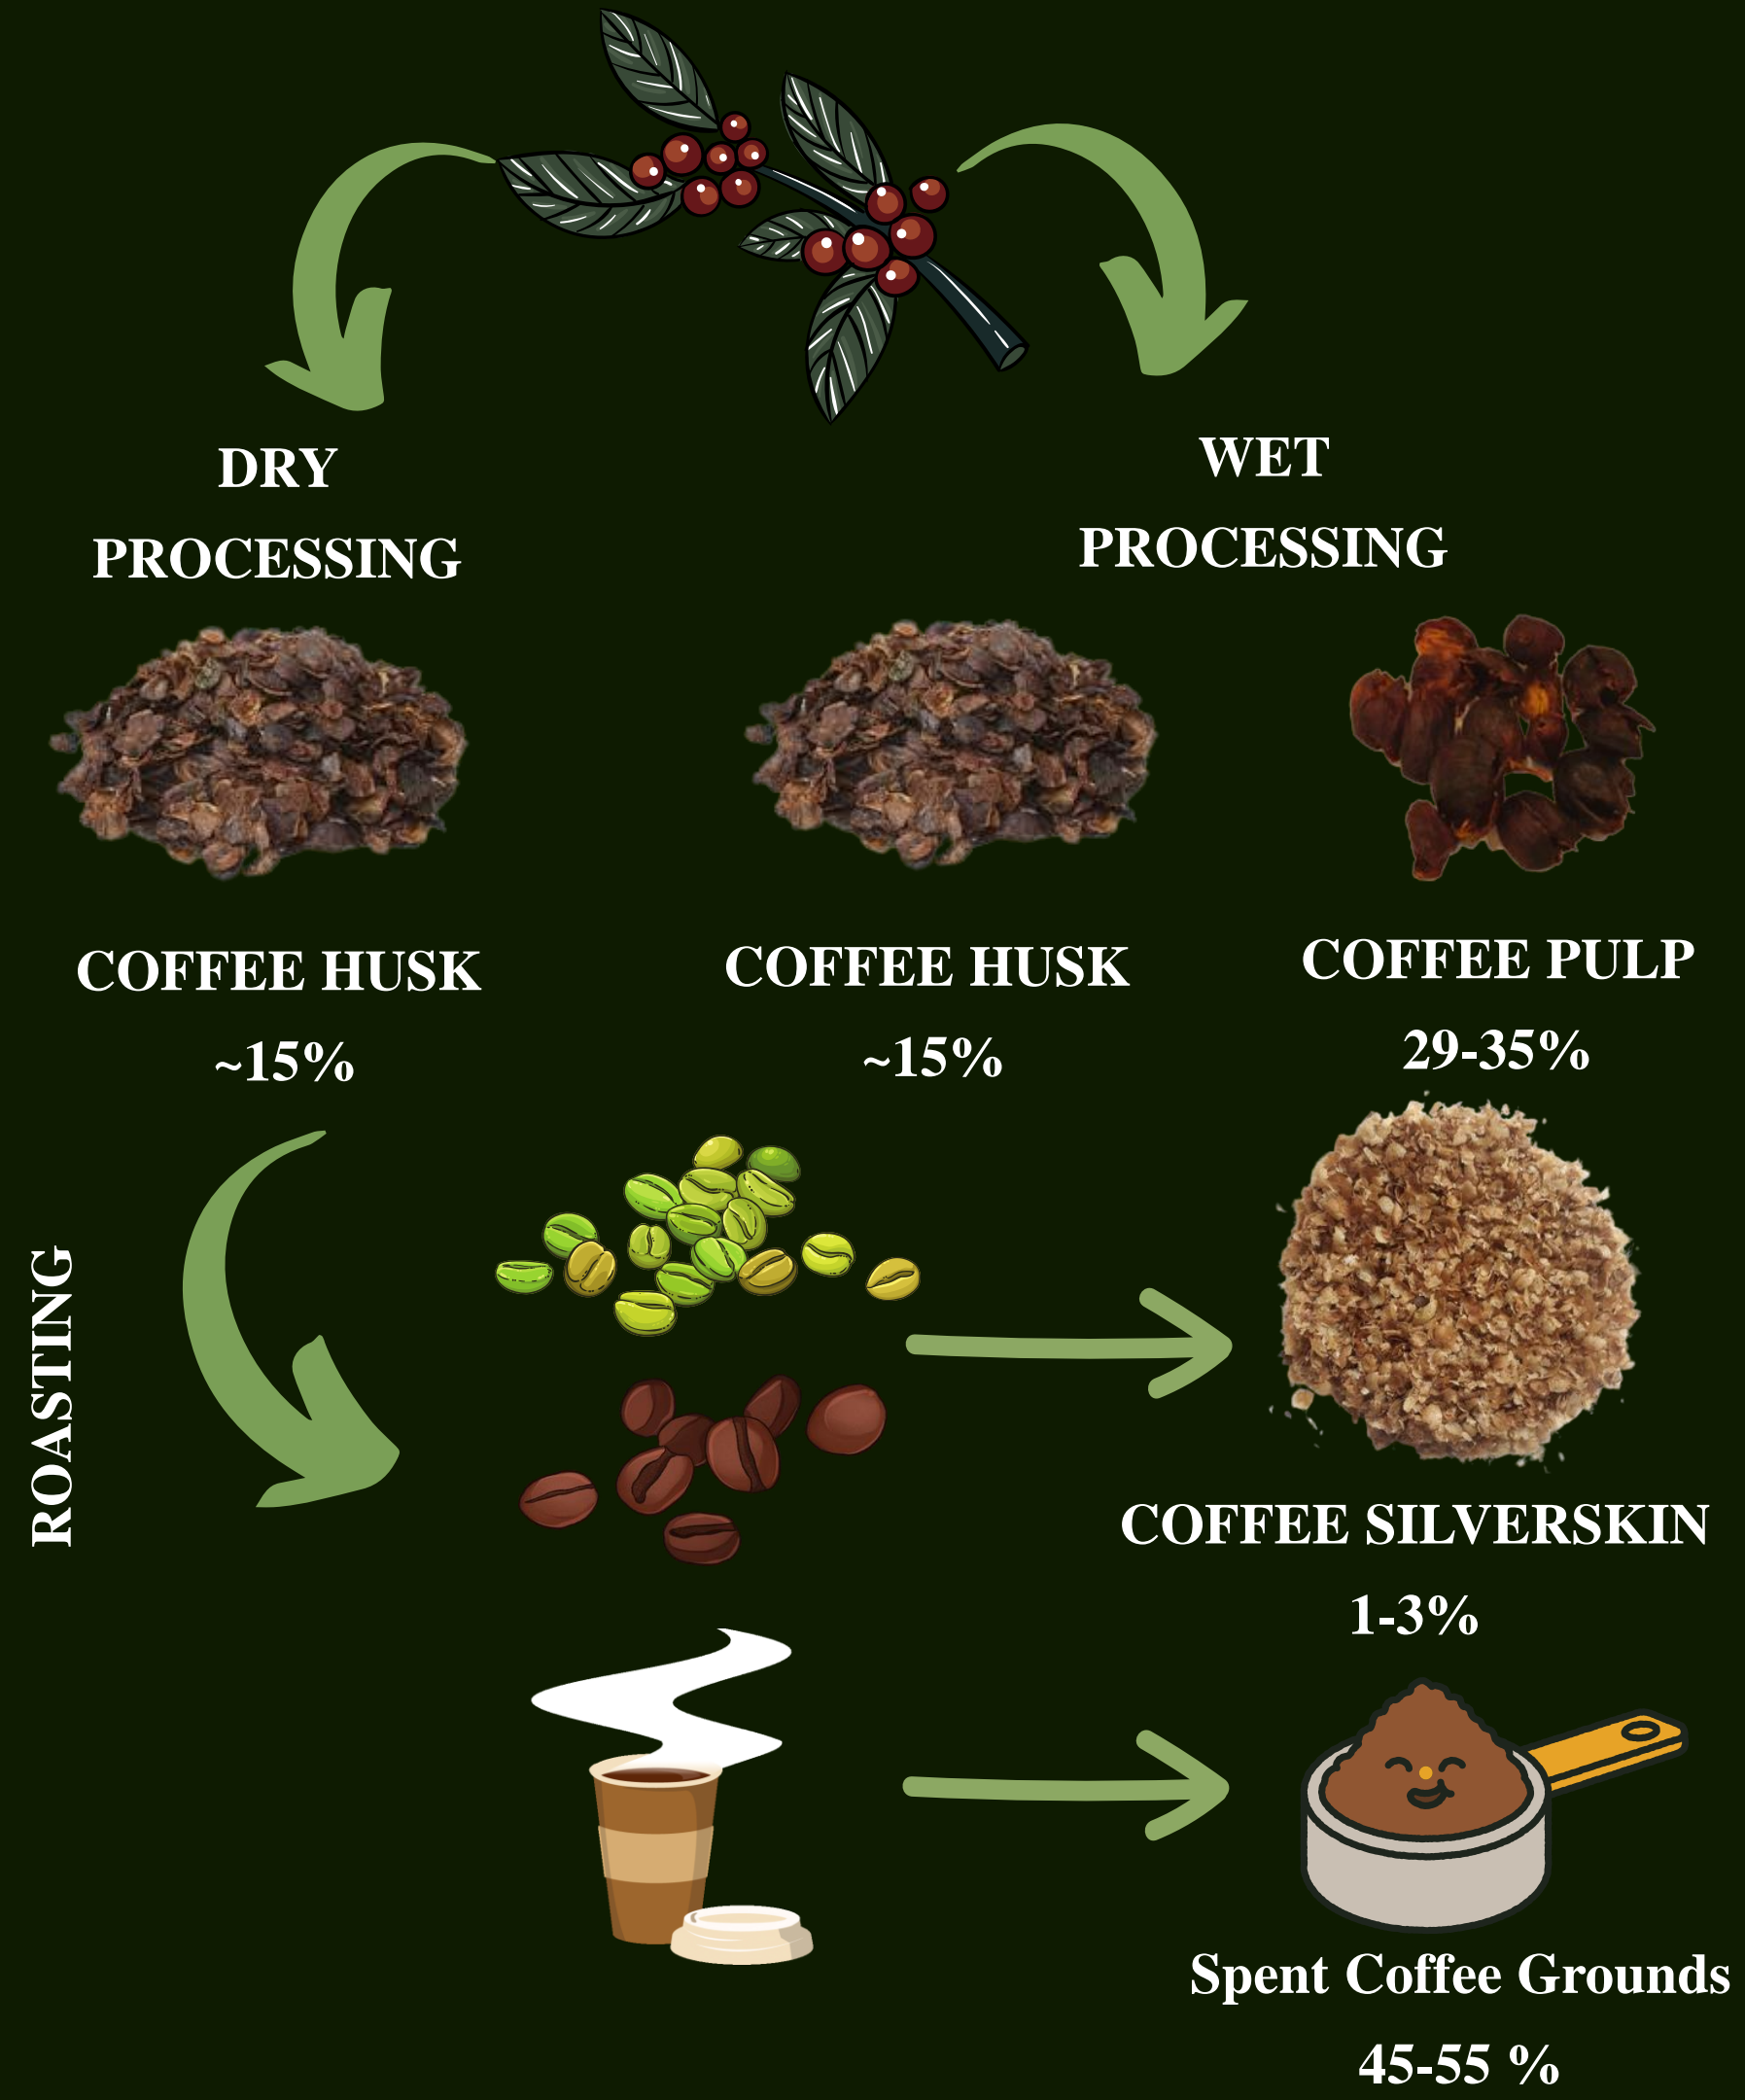 DRY
PROCESSING
WET
PROCESSING
COFFEE HUSK
~15%
COFFEE HUSK
~15%
COFFEE PULP
29-35%
ROASTING
COFFEE SILVERSKIN
1-3%
Spent Coffee Grounds
45-55 %